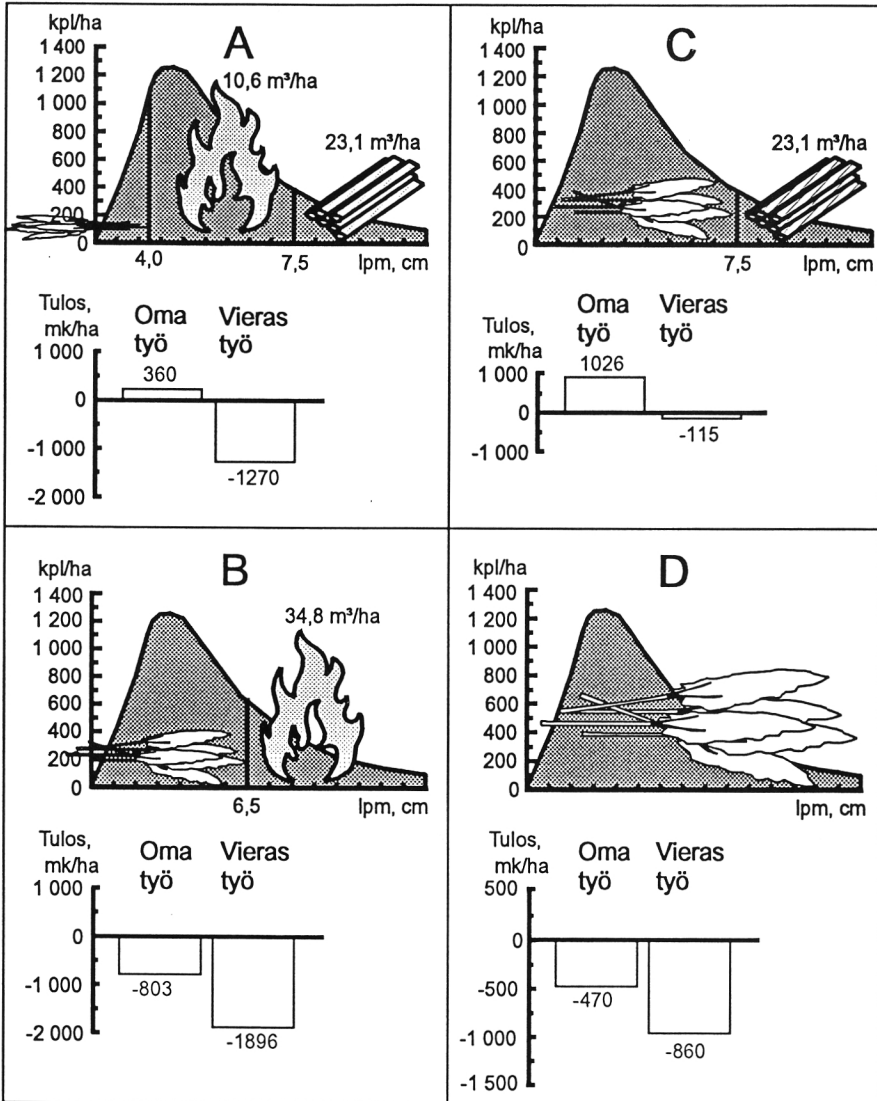 A
kpl/ha
1 400
1 200
1 000
800
600
400
200
0
10,6 m³/ha
23,1 m³/ha
4,0
7,5
lpm, cm
Tulos,
mk/ha
Oma
työ
Vieras
työ
1 000
0
-1 000
-2 000
360
-1270
C
kpl/ha
1 400
1 200
1 000
800
600
400
200
0
23,1 m³/ha
7,5
lpm, cm
Tulos,
mk/ha
Oma
työ
Vieras
työ
1 000
0
-1 000
1026
-115
B
kpl/ha
1 400
1 200
1 000
800
600
400
200
0
34,8 m³/ha
6,5
lpm, cm
Tulos,
mk/ha
Oma
työ
Vieras
työ
1 000
0
-1 000
-2 000
-803
-1896
D
kpl/ha
1 400
1 200
1 000
800
600
400
200
0
lpm, cm
Tulos,
mk/ha
Oma
työ
Vieras
työ
500
0
-500
-1 000
-1 500
-470
-860